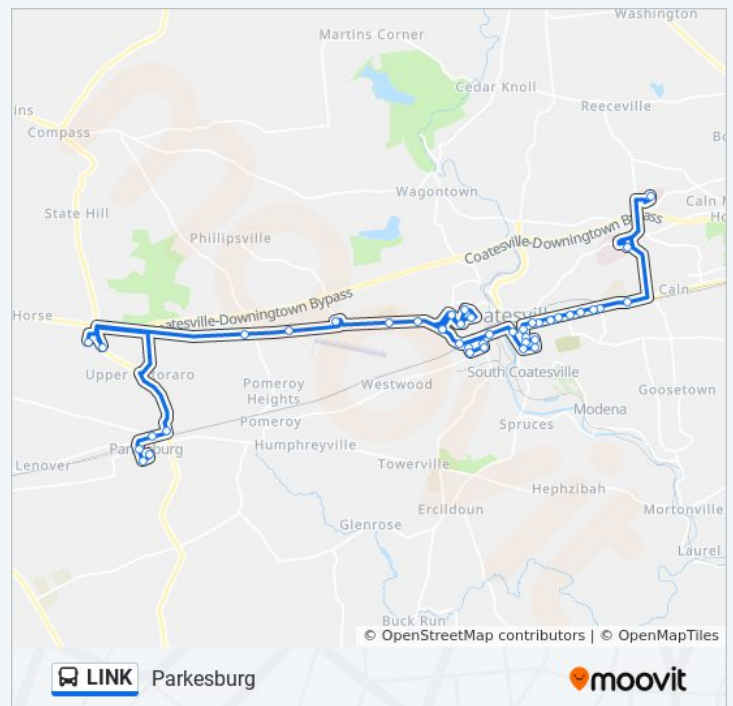 Washington
Martins Corner
Cedar Knoll
ins
Compass
Reeceville
Wagontown
Caln
State Hill
Phillipsville
Coatesville-Downingtown Bypass
Coatesville-Downingtown Bypass
Caln
Horse
atesville
Upper
oraro
Pomeroy
Heights
Westwood
South Coatesville
Goosetown
Modena
Pomeroy
Spruces
Parkesburg
Humphreyville
Lenover
Towerville
Hephzibah
Mortonville
Ercildoun
Glenrose
Laurel
Buck Run
© OpenStreetMap contributors | © OpenMapTiles
LINK Parkesburg
moovit